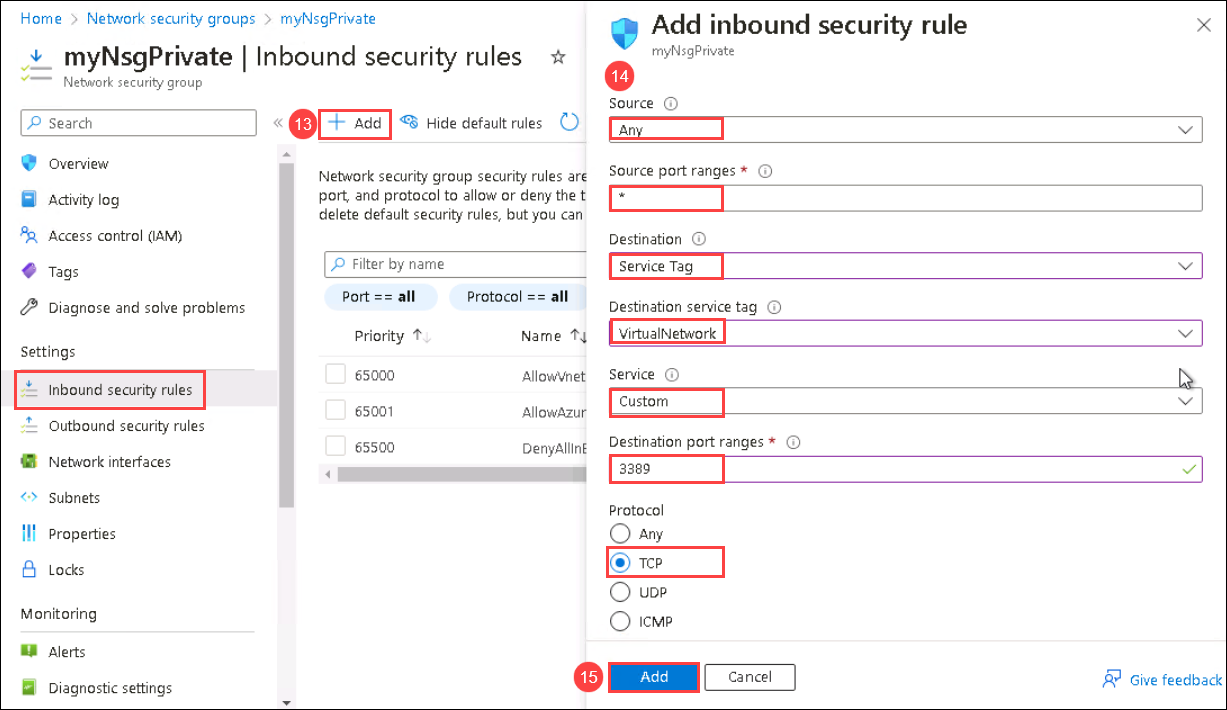 Home > Network security groups > myNsgPrivate
myNsgPrivate | Inbound security rules
Network security group
Search
«
13
Add
Hide default rules
Overview
Activity log
Access control (IAM)
Tags
Diagnose and solve problems
Settings
Inbound security rules
Outbound security rules
Network interfaces
Subnets
Properties
Locks
Monitoring
Alerts
Diagnostic settings
Network security group security rules are
port, and protocol to allow or deny the t
delete default security rules, but you can
Filter by name
Port == all
Protocol == all
Priority ↑↓ Name ↑↓
65000 AllowVnet
65001 AllowAzur
65500 DenyAllInB
Add inbound security rule
myNsgPrivate
14
Source
Any
Source port ranges *
*
Destination
Service Tag
Destination service tag
VirtualNetwork
Service
Custom
Destination port ranges *
3389
Protocol
Any
TCP
UDP
ICMP
15
Add
Cancel
Give feedback